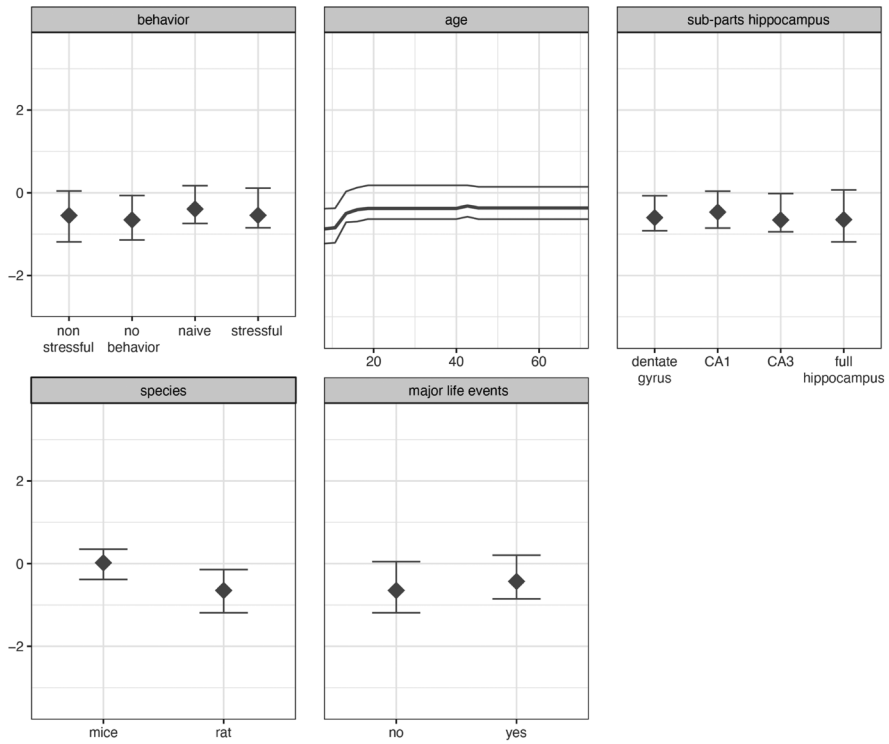 behavior
age
sub-parts hippocampus
2
0
−2
non
stressful
no
behavior
naive
stressful
20
40
60
dentate
gyrus
CA1
CA3
full
hippocampus
species
major life events
2
0
−2
mice
rat
no
yes